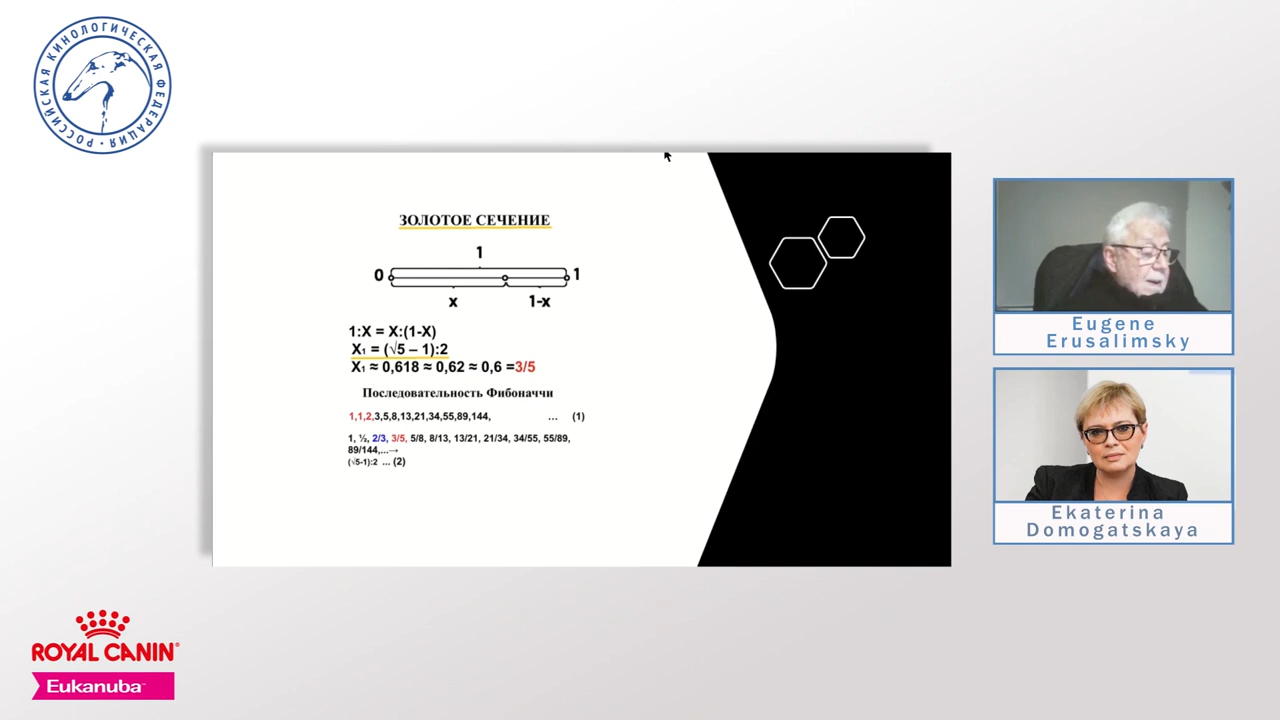 РОССИЙСКАЯ КИНОЛОГИЧЕСКАЯ ФЕДЕРАЦИЯ
ЗОЛОТОЕ СЕЧЕНИЕ
1
0 1
x 1-x
1:X = X:(1-X)
X₁ = (√5 – 1):2
X₁ ≈ 0,618 ≈ 0,62 ≈ 0,6 =3/5
Последовательность Фибоначчи
1,1,2,3,5,8,13,21,34,55,89,144, ... (1)
1, ½, 2/3, 3/5, 5/8, 8/13, 13/21, 21/34, 34/55, 55/89,
89/144,...→
(√5-1):2 ... (2)
Eugene
Erusalimsky
Ekaterina
Domogatskaya
ROYAL CANIN®
Eukanuba™